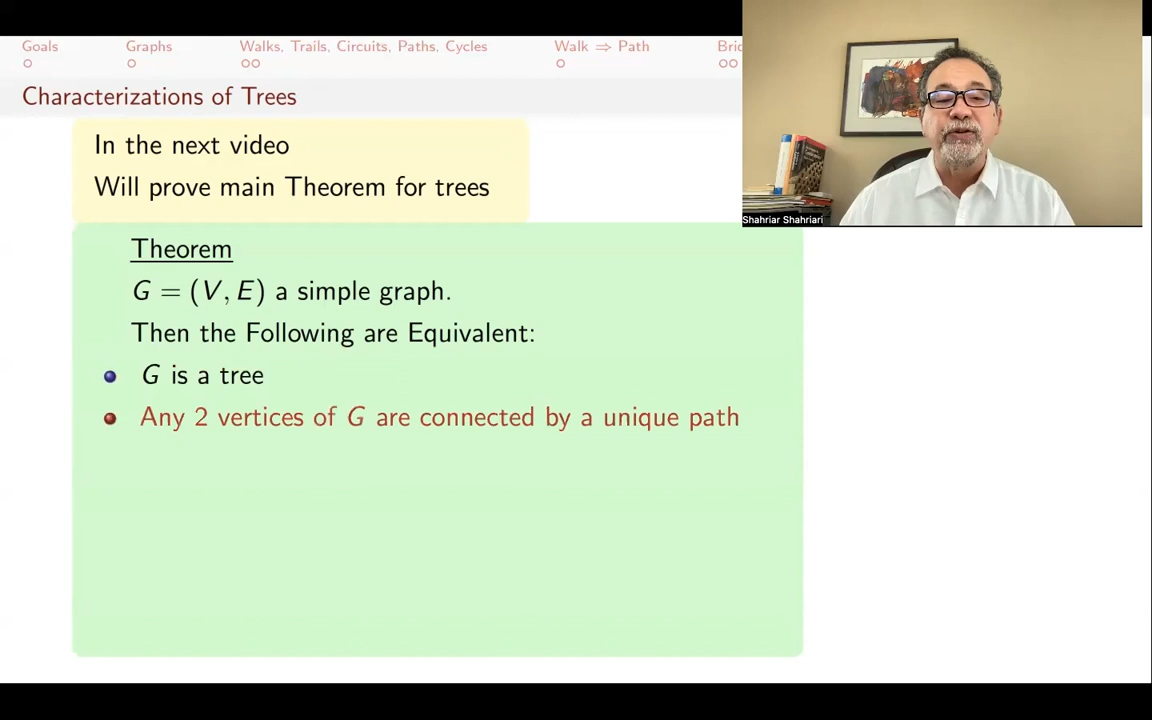 Goals Graphs Walks, Trails, Circuits, Paths, Cycles Walk ⇒ Path
Characterizations of Trees
In the next video
Will prove main Theorem for trees
Theorem
G = (V, E) a simple graph.
Then the Following are Equivalent:
G is a tree
Any 2 vertices of G are connected by a unique path
Shahriar Shahriari